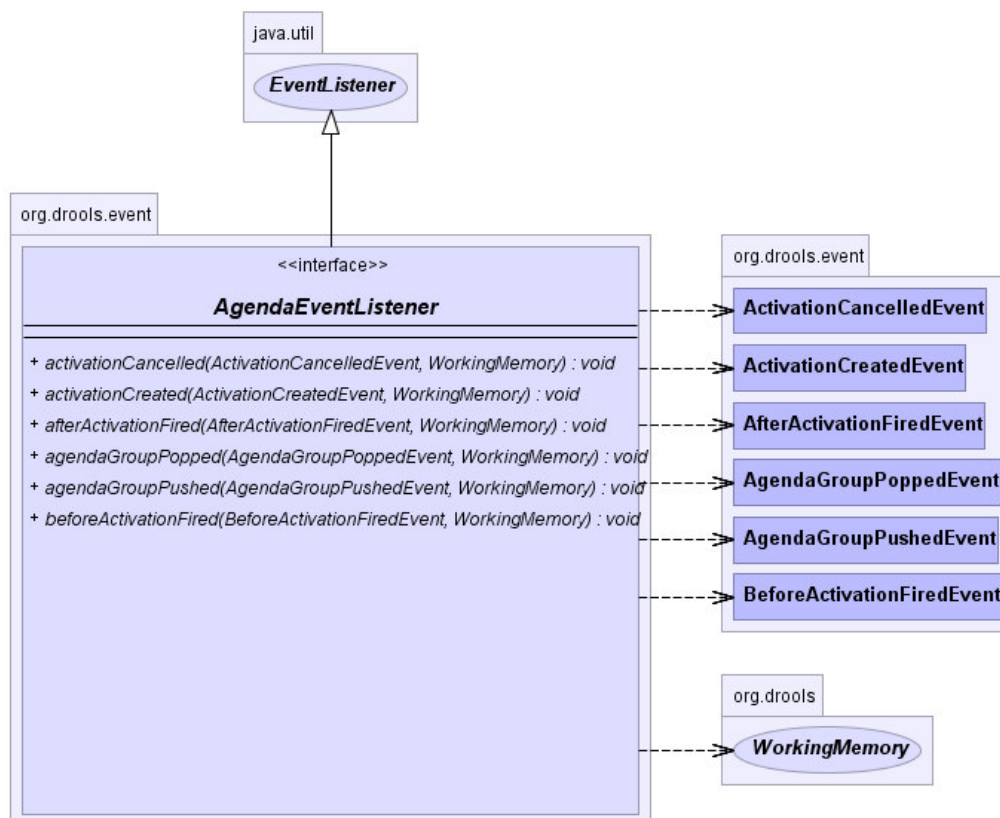 java.util
EventListener
org.drools.event
<<interface>>
AgendaEventListener
+ activationCancelled(ActivationCancelledEvent, WorkingMemory) : void
+ activationCreated(ActivationCreatedEvent, WorkingMemory) : void
+ afterActivationFired(AfterActivationFiredEvent, WorkingMemory) : void
+ agendaGroupPopped(AgendaGroupPoppedEvent, WorkingMemory) : void
+ agendaGroupPushed(AgendaGroupPushedEvent, WorkingMemory) : void
+ beforeActivationFired(BeforeActivationFiredEvent, WorkingMemory) : void
org.drools.event
ActivationCancelledEvent
ActivationCreatedEvent
AfterActivationFiredEvent
AgendaGroupPoppedEvent
AgendaGroupPushedEvent
BeforeActivationFiredEvent
org.drools
WorkingMemory